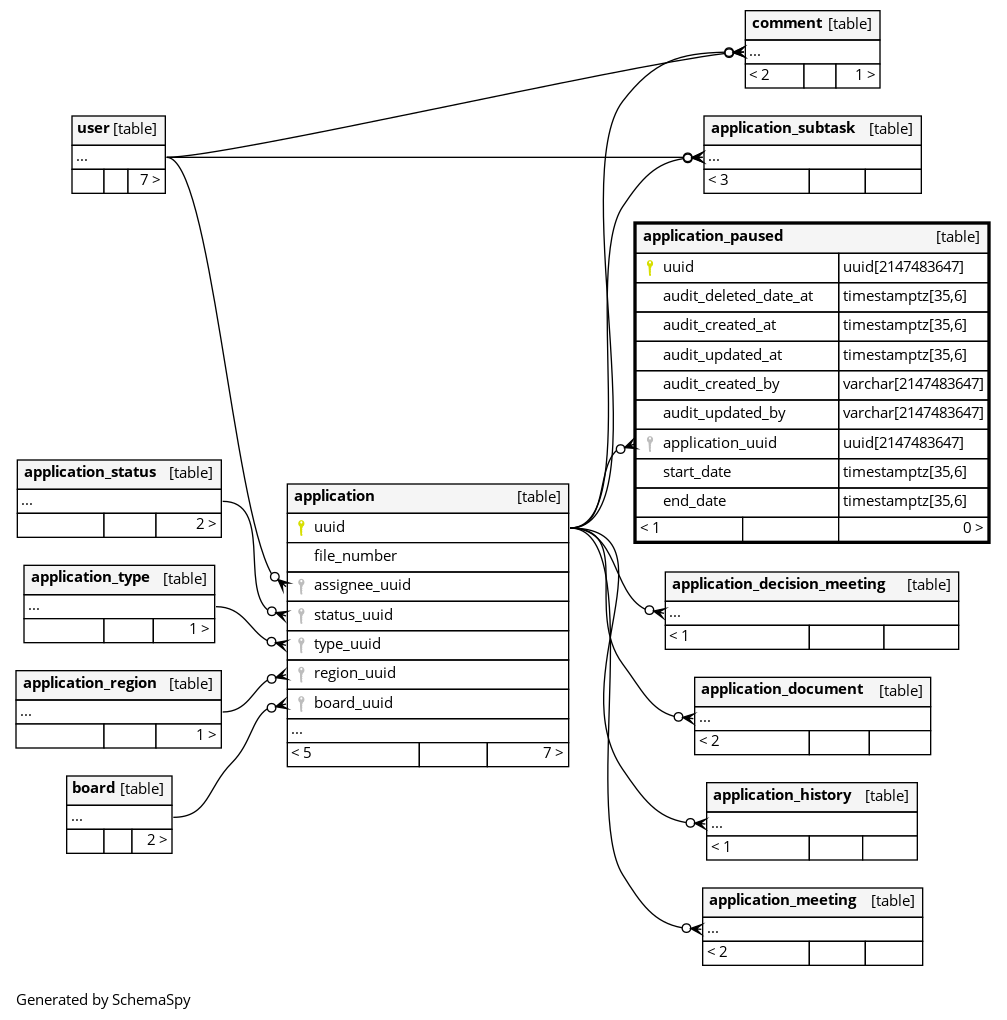 comment [table]
...
< 2 1 >
user [table]
...
7 >
application_subtask [table]
...
< 3
application_paused [table]
uuid uuid[2147483647]
audit_deleted_date_at timestamptz[35,6]
audit_created_at timestamptz[35,6]
audit_updated_at timestamptz[35,6]
audit_created_by varchar[2147483647]
audit_updated_by varchar[2147483647]
application_uuid uuid[2147483647]
start_date timestamptz[35,6]
end_date timestamptz[35,6]
< 1 0 >
application_status [table]
...
2 >
application_type [table]
...
1 >
application_region [table]
...
1 >
board [table]
...
2 >
application [table]
uuid
file_number
assignee_uuid
status_uuid
type_uuid
region_uuid
board_uuid
...
< 5 7 >
application_decision_meeting [table]
...
< 1
application_document [table]
...
< 2
application_history [table]
...
< 1
application_meeting [table]
...
< 2
Generated by SchemaSpy